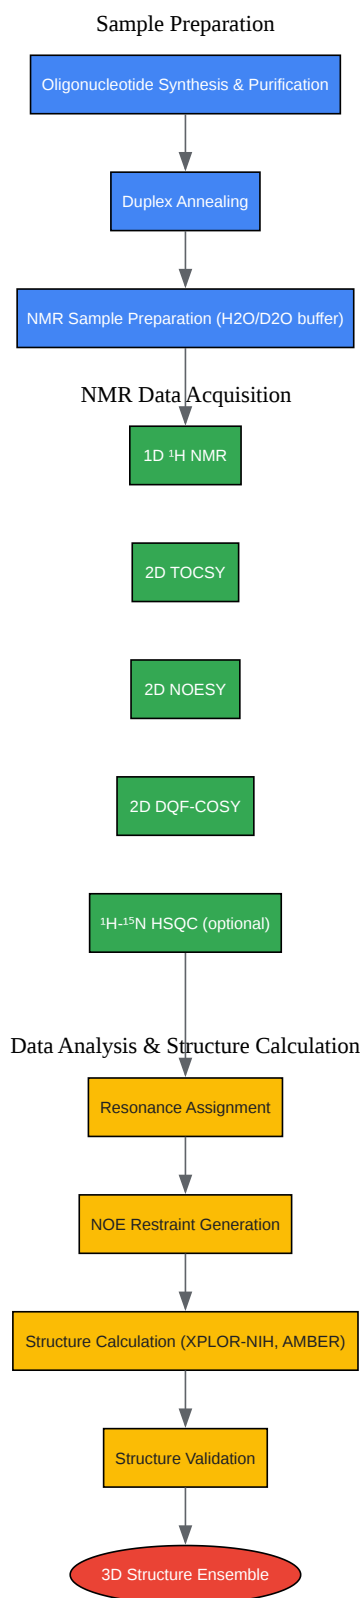 Sample Preparation
Oligonucleotide Synthesis & Purification
Duplex Annealing
NMR Sample Preparation (H2O/D2O buffer)
NMR Data Acquisition
1D ¹H NMR
2D TOCSY
2D NOESY
2D DQF-COSY
¹H-¹⁵N HSQC (optional)
Data Analysis & Structure Calculation
Resonance Assignment
NOE Restraint Generation
Structure Calculation (XPLOR-NIH, AMBER)
Structure Validation
3D Structure Ensemble